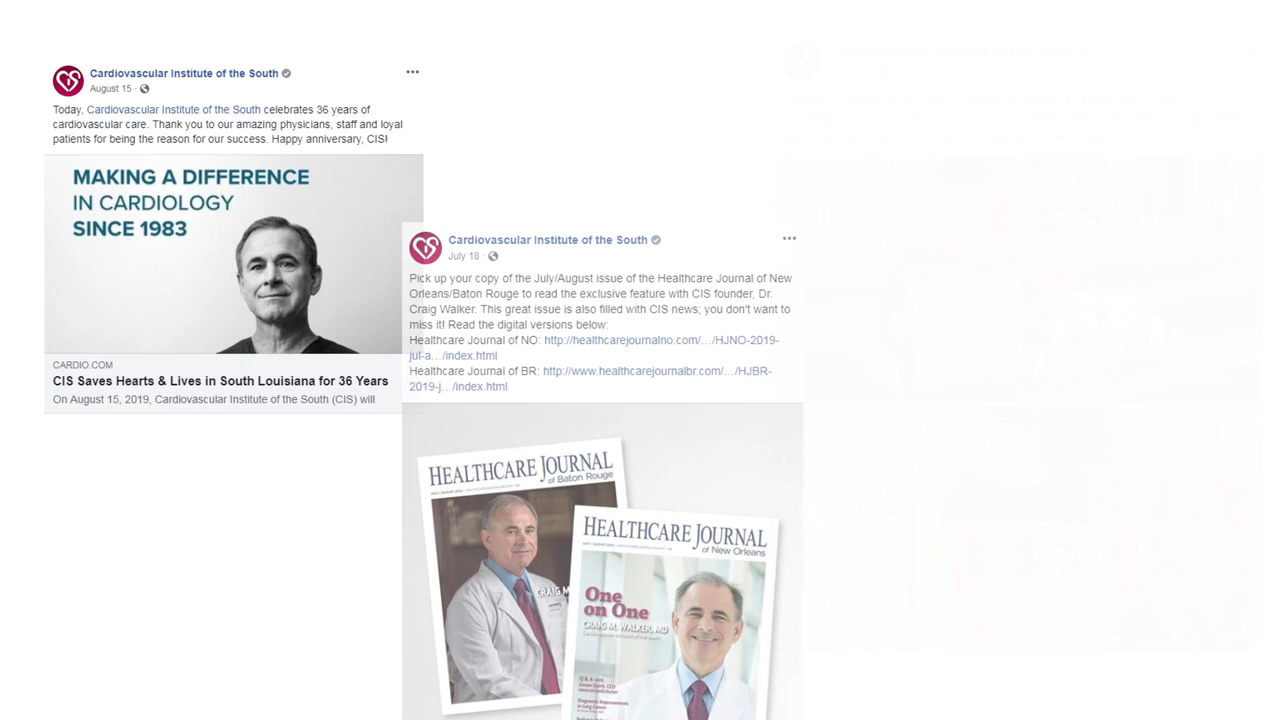 Cardiovascular Institute of the South
August 15 ·
Today, Cardiovascular Institute of the South celebrates 36 years of
cardiovascular care. Thank you to our amazing physicians, staff and loyal
patients for being the reason for our success. Happy anniversary, CIS!
MAKING A DIFFERENCE
IN CARDIOLOGY
SINCE 1983
CARDIO.COM
CIS Saves Hearts & Lives in South Louisiana for 36 Years
On August 15, 2019, Cardiovascular Institute of the South (CIS) will
Cardiovascular Institute of the South
July 18 ·
Pick up your copy of the July/August issue of the Healthcare Journal of New
Orleans/Baton Rouge to read the exclusive feature with CIS founder, Dr.
Craig Walker. This great issue is also filled with CIS news; you don't want to
miss it! Read the digital versions below:
Healthcare Journal of NO: http://healthcarejournalno.com/…/HJNO-2019-
jul-a…/index.html
Healthcare Journal of BR: http://www.healthcarejournalbr.com/…/HJBR-
2019-j…/index.html
HEALTHCARE JOURNAL
of Baton Rouge
CRAIG M
HEALTHCARE JOURNAL
of New Orleans
One
on One
CRAIG M. WALKER, MD